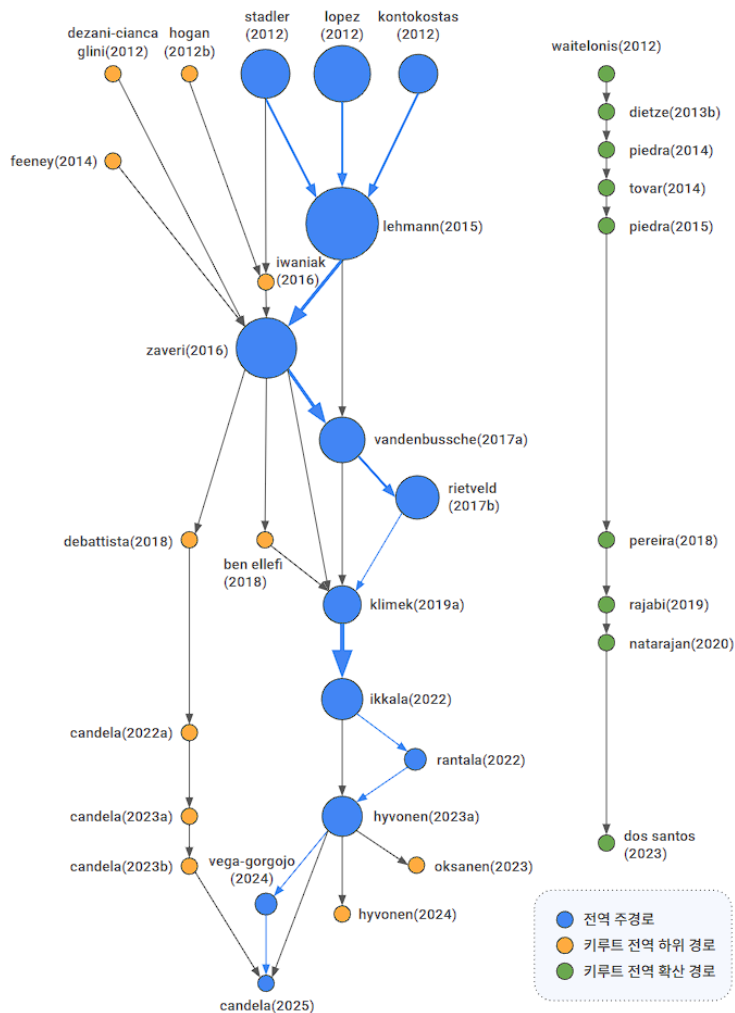 dezani-cianca
glini(2012)
hogan
(2012b)
stadler
(2012)
lopez
(2012)
kontokostas
(2012)
waitelonis(2012)
dietze(2013b)
piedra(2014)
feeney(2014)
tovar(2014)
lehmann(2015)
piedra(2015)
iwaniak
(2016)
zaveri(2016)
vandenbussche(2017a)
rietveld
(2017b)
debattista(2018)
ben ellefi
(2018)
pereira(2018)
klimek(2019a)
rajabi(2019)
natarajan(2020)
ikkala(2022)
candela(2022a)
rantala(2022)
candela(2023a)
hyvonen(2023a)
dos santos
(2023)
candela(2023b)
vega-gorgojo
(2024)
oksanen(2023)
hyvonen(2024)
candela(2025)
전역 주경로
키루트 전역 하위 경로
키루트 전역 확산 경로